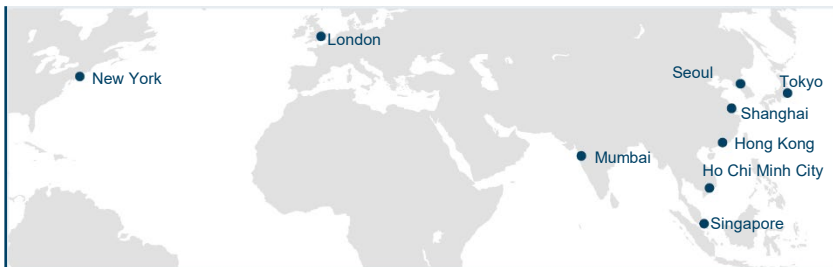 London
New York
Seoul
Tokyo
Shanghai
Hong Kong
Mumbai
Ho Chi Minh City
Singapore